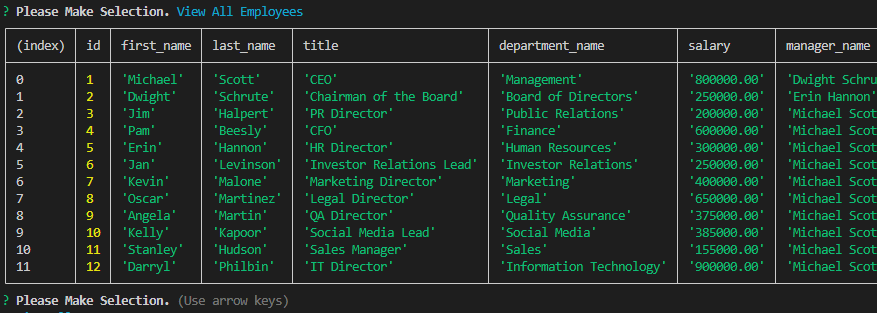 ? Please Make Selection. View All Employees
(index) id first_name last_name title department_name salary manager_name
0 1 'Michael' 'Scott' 'CEO' 'Management' '800000.00' 'Dwight Schru
1 2 'Dwight' 'Schrute' 'Chairman of the Board' 'Board of Directors' '250000.00' 'Erin Hannon'
2 3 'Jim' 'Halpert' 'PR Director' 'Public Relations' '200000.00' 'Michael Scot
3 4 'Pam' 'Beesly' 'CFO' 'Finance' '600000.00' 'Michael Scot
4 5 'Erin' 'Hannon' 'HR Director' 'Human Resources' '300000.00' 'Michael Scot
5 6 'Jan' 'Levinson' 'Investor Relations Lead' 'Investor Relations' '250000.00' 'Michael Scot
6 7 'Kevin' 'Malone' 'Marketing Director' 'Marketing' '400000.00' 'Michael Scot
7 8 'Oscar' 'Martinez' 'Legal Director' 'Legal' '650000.00' 'Michael Scot
8 9 'Angela' 'Martin' 'QA Director' 'Quality Assurance' '375000.00' 'Michael Scot
9 10 'Kelly' 'Kapoor' 'Social Media Lead' 'Social Media' '385000.00' 'Michael Scot
10 11 'Stanley' 'Hudson' 'Sales Manager' 'Sales' '155000.00' 'Michael Scot
11 12 'Darryl' 'Philbin' 'IT Director' 'Information Technology' '900000.00' 'Michael Scot
? Please Make Selection. (Use arrow keys)